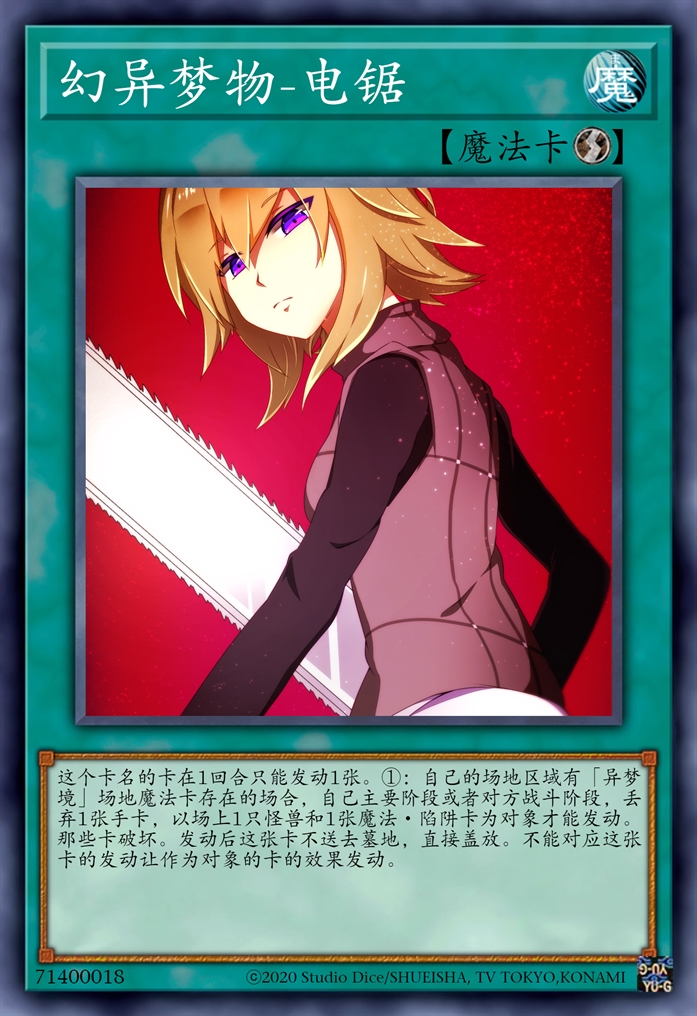 幻异梦物-电锯
魔
【魔法卡】
这个卡名的卡在1回合只能发动1张。①：自己的场地区域有「异梦
境」场地魔法卡存在的场合，自己主要阶段或者对方战斗阶段，丢
弃1张手卡，以场上1只怪兽和1张魔法·陷阱卡为对象才能发动。
那些卡破坏。发动后这张卡不送去墓地，直接盖放。不能对应这张
卡的发动让作为对象的卡的效果发动。
71400018
©2020 Studio Dice/SHUEISHA, TV TOKYO,KONAMI
YU-G
YU-G